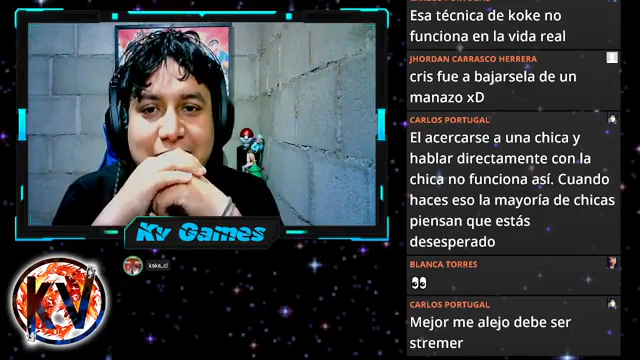 Esa técnica de koke no
funciona en la vida real
JHORDAN CARRASCO HERRERA
cris fue a bajarsela de un
manazo xD
CARLOS PORTUGAL
El acercarse a una chica y
hablar directamente con la
chica no funciona así. Cuando
haces eso la mayoría de chicas
piensan que estás
desesperado
BLANCA TORRES
CARLOS PORTUGAL
Mejor me alejo debe ser
stremer
Kv Games
koke_cl
KV